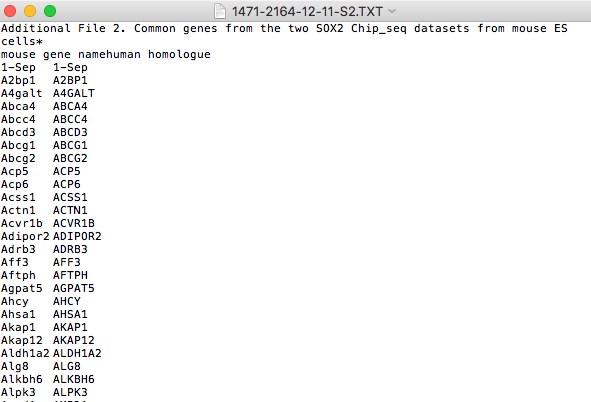 1471-2164-12-11-S2.TXT
Additional File 2. Common genes from the two SOX2 Chip_seq datasets from mouse ES
cells*
mouse gene namehuman homologue
1-Sep 1-Sep
A2bp1 A2BP1
A4galt A4GALT
Abca4 ABCA4
Abcc4 ABCC4
Abcd3 ABCD3
Abcg1 ABCG1
Abcg2 ABCG2
Acp5 ACP5
Acp6 ACP6
Acss1 ACSS1
Actn1 ACTN1
Acvr1b ACVR1B
Adipor2 ADIPOR2
Adrb3 ADRB3
Aff3 AFF3
Aftph AFTPH
Agpat5 AGPAT5
Ahcy AHCY
Ahsa1 AHSA1
Akap1 AKAP1
Akap12 AKAP12
Aldh1a2 ALDH1A2
Alg8 ALG8
Alkbh6 ALKBH6
Alpk3 ALPK3